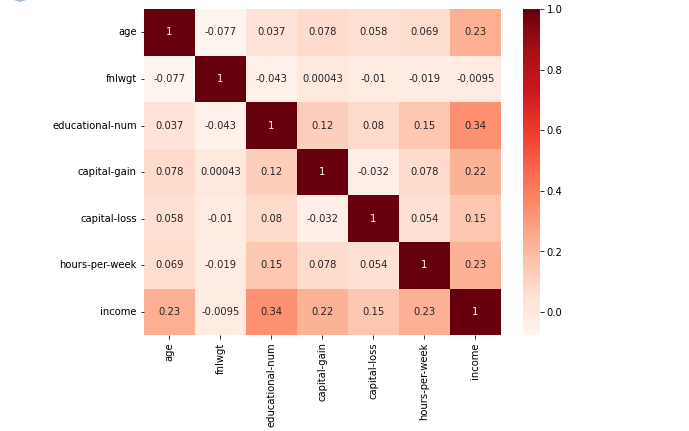 1.0
age 1 -0.077 0.037 0.078 0.058 0.069 0.23
fnlwgt -0.077 1 -0.043 0.00043 -0.01 -0.019 -0.0095
0.8
educational-num 0.037 -0.043 1 0.12 0.08 0.15 0.34
0.6
capital-gain 0.078 0.00043 0.12 1 -0.032 0.078 0.22
0.4
capital-loss 0.058 -0.01 0.08 -0.032 1 0.054 0.15
0.2
hours-per-week 0.069 -0.019 0.15 0.078 0.054 1 0.23
income 0.23 -0.0095 0.34 0.22 0.15 0.23 1
0.0
age
fnlwgt
educational-num
capital-gain
capital-loss
hours-per-week
income